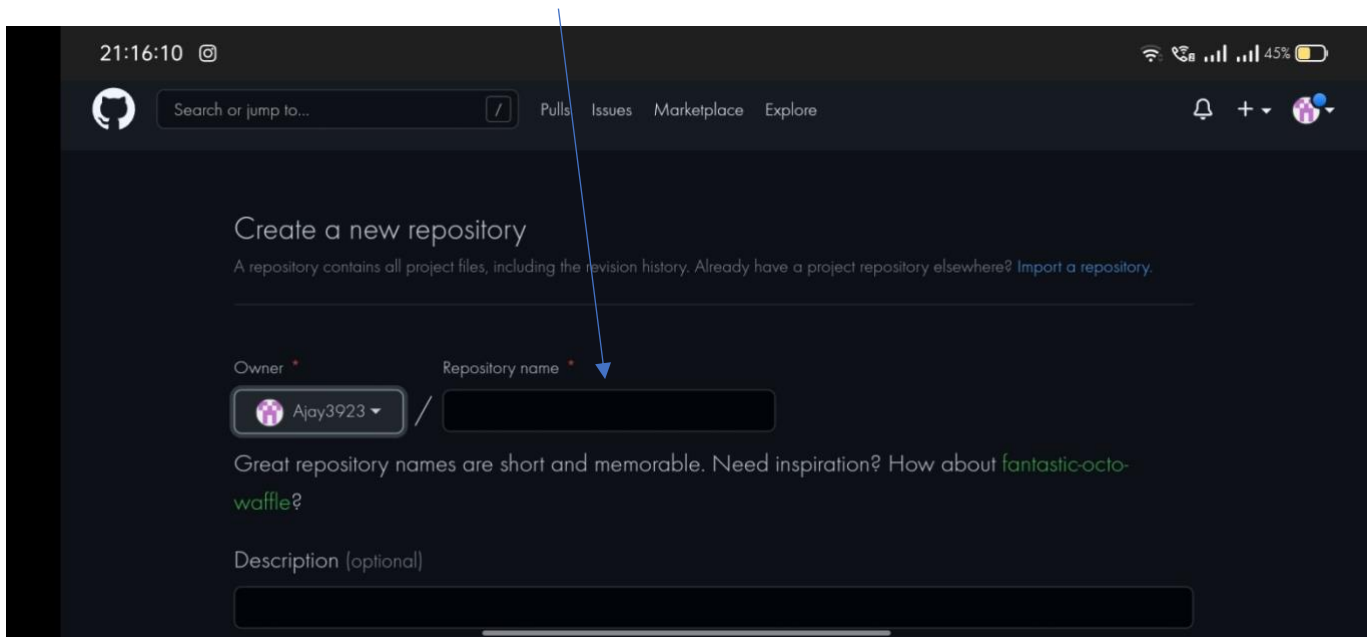 21:16:10 45%
Search or jump to... / Pulls Issues Marketplace Explore
Create a new repository
A repository contains all project files, including the revision history. Already have a project repository elsewhere? Import a repository.
Owner * Repository name *
Ajay3923 /
Great repository names are short and memorable. Need inspiration? How about fantastic-octo-
waffle?
Description (optional)